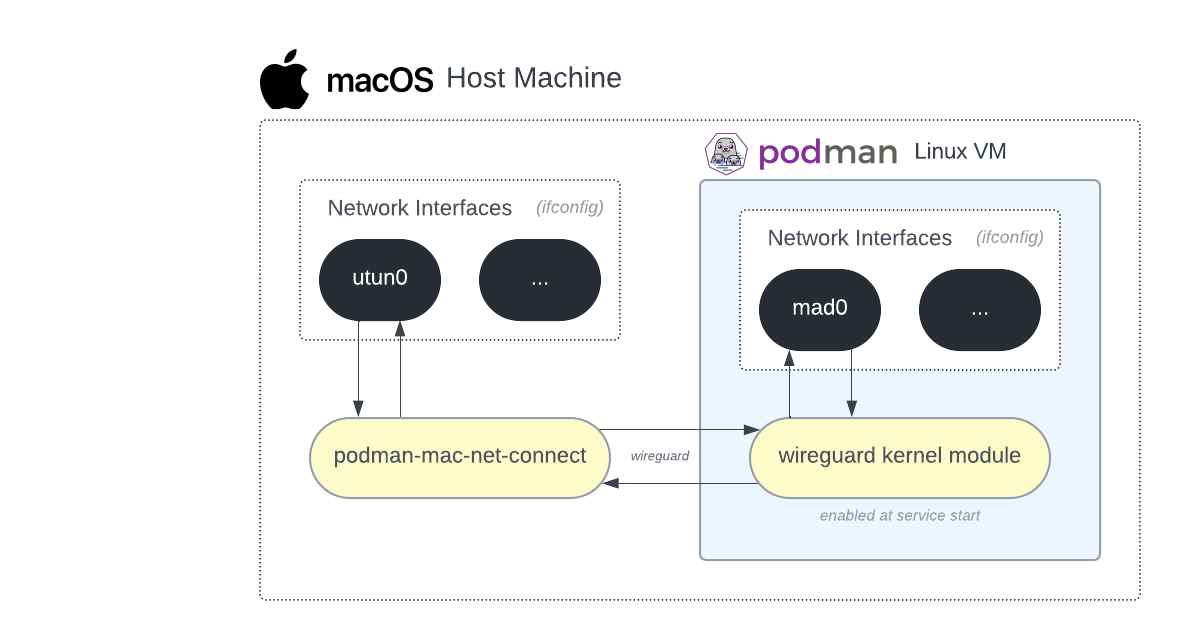 macOS Host Machine
podman Linux VM
Network Interfaces (ifconfig)
utun0
...
Network Interfaces (ifconfig)
mad0
...
podman-mac-net-connect
wireguard
wireguard kernel module
enabled at service start